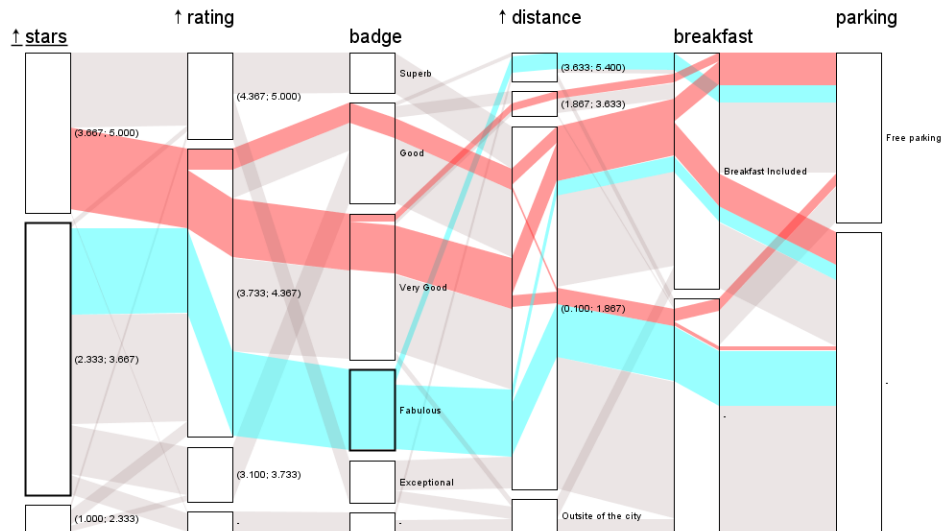 ↑ stars
↑ rating
badge
↑ distance
breakfast
parking
(3.667; 5.000)
(2.333; 3.667)
(1.000; 2.333)
(4.367; 5.000)
(3.733; 4.367)
(3.100; 3.733)
-
Superb
Good
Very Good
Fabulous
Exceptional
-
(3.633; 5.400)
(1.867; 3.633)
(0.100; 1.867)
Outsite of the city
Breakfast Included
-
Free parking
-